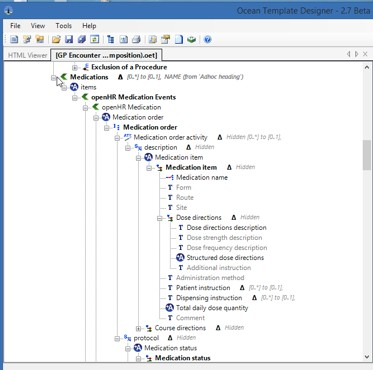 Ocean Template Designer - 2.7 Beta
File View Tools Help
HTML Viewer [GP Encounter ...mposition).oet]
Exclusion of a Procedure
Medications Δ [0..*] to [0..1], NAME (from 'Adhoc heading')
items
openHR Medication Events
openHR Medication
Medication order
Medication order
Medication order activity Δ Hidden [0..*] to [0..1],
description Δ Hidden
Medication item
Medication item Δ Hidden
Medication name
T Form
T Route
T Site
Dose directions Δ Hidden
T Dose directions description
T Dose strength description
T Dose frequency description
Structured dose directions
T Additional instruction
T Administration method
T Patient instruction Δ [0..*] to [0..1],
T Dispensing instruction Δ [0..*] to [0..1],
Total daily dose quantity
T Comment
Course directions Δ Hidden
protocol Δ Hidden
Medication status
Medication status